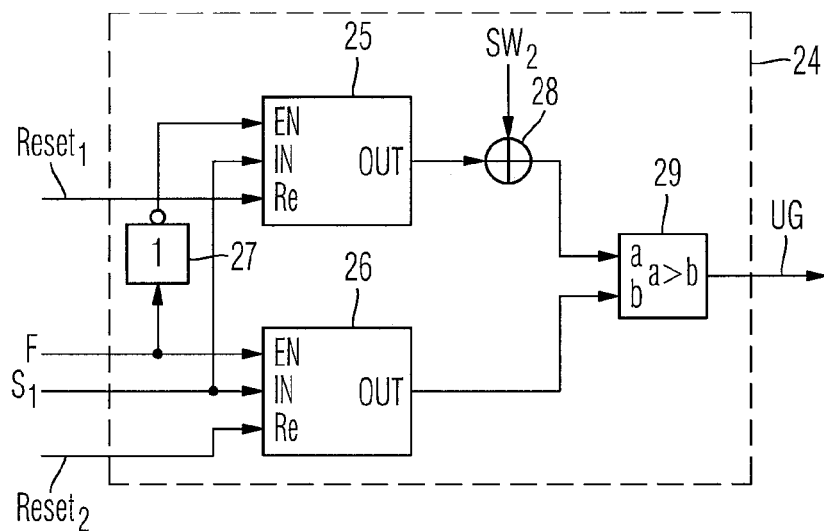 25
SW2
28
24
Reset1
EN
IN
Re
OUT
29
UG
1
27
a
b
a>b
26
F
S1
EN
IN
Re
OUT
Reset2